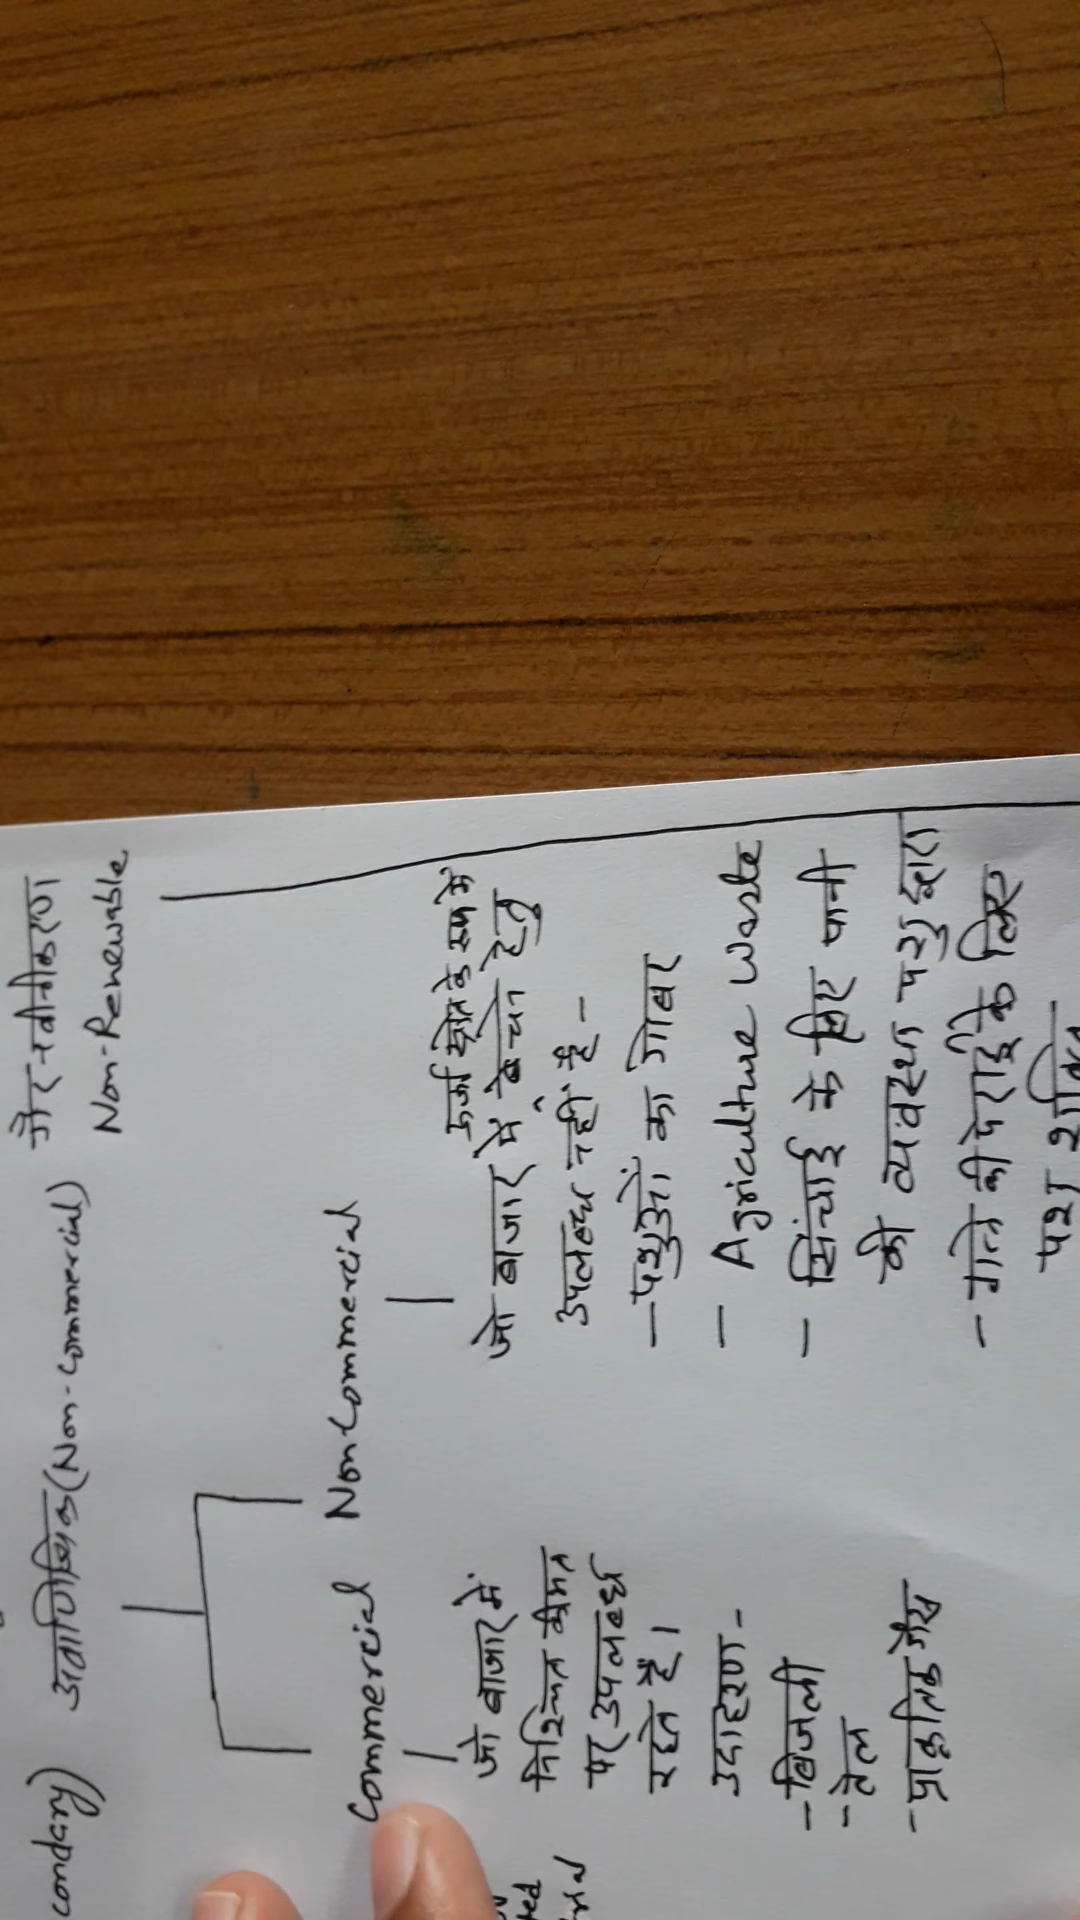 condary)
अवाणिज्यिक (Non-Commercial)
गैर-नवीनीकरण
Non-Renewable
Commercial
जो बाजार में
निश्चित कीमत
पर उपलब्ध
रहते हैं।
उदाहरण-
- बिजली
- तेल
- प्राकृतिक गैस
Non-Commercial
ऊर्जा स्रोत के रूप में
जो बाजार में बेचने हेतु
उपलब्ध नहीं है -
- पशुओं का गोबर
- Agriculture Waste
- सिंचाई के लिए पानी
की व्यवस्था पशु द्वारा
- गन्ने की पेराई के लिए
पशु शक्ति